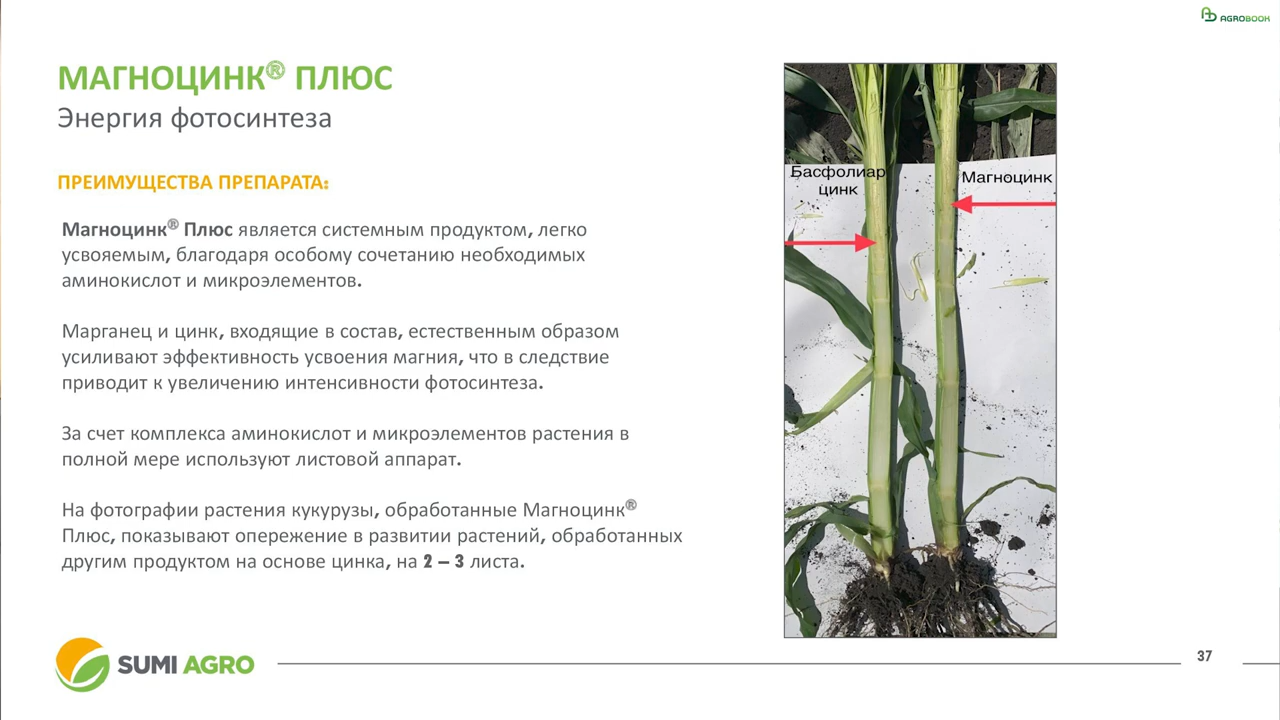 AGROBOOK
МАГНОЦИНК® ПЛЮС
Энергия фотосинтеза
ПРЕИМУЩЕСТВА ПРЕПАРАТА:
Магноцинк® Плюс является системным продуктом, легко
усвояемым, благодаря особому сочетанию необходимых
аминокислот и микроэлементов.
Марганец и цинк, входящие в состав, естественным образом
усиливают эффективность усвоения магния, что в следствие
приводит к увеличению интенсивности фотосинтеза.
За счет комплекса аминокислот и микроэлементов растения в
полной мере используют листовой аппарат.
На фотографии растения кукурузы, обработанные Магноцинк®
Плюс, показывают опережение в развитии растений, обработанных
другим продуктом на основе цинка, на 2 – 3 листа.
Басфолиар
цинк
Магноцинк
SUMI AGRO
37